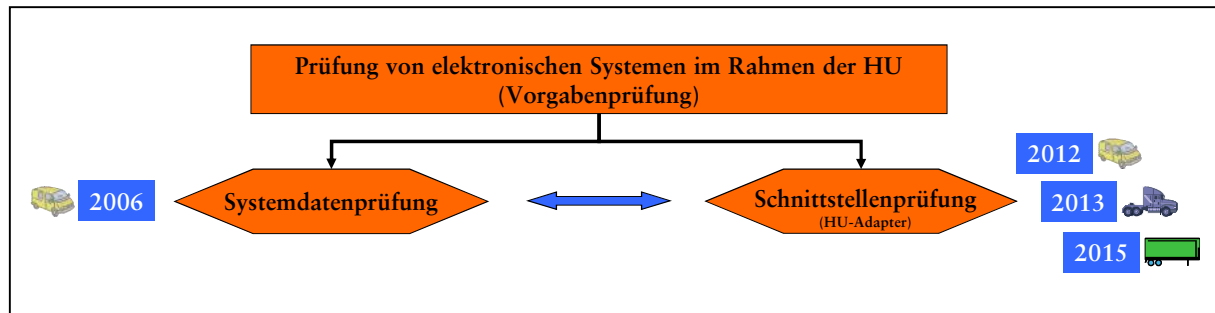 Prüfung von elektronischen Systemen im Rahmen der HU
(Vorgabenprüfung)
2012
2006
Systemdatenprüfung
Schnittstellenprüfung
(HU-Adapter)
2013
2015